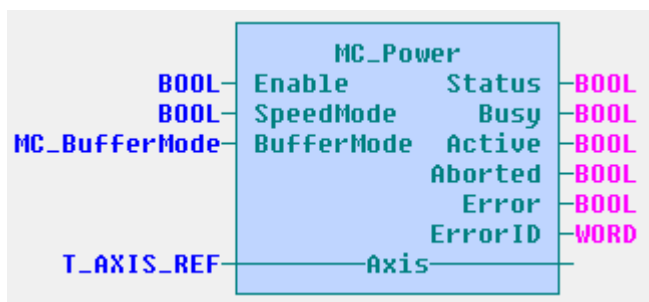 MC_Power
BOOL Enable Status BOOL
BOOL SpeedMode Busy BOOL
MC_BufferMode BufferMode Active BOOL
Aborted BOOL
Error BOOL
ErrorID WORD
T_AXIS_REF Axis